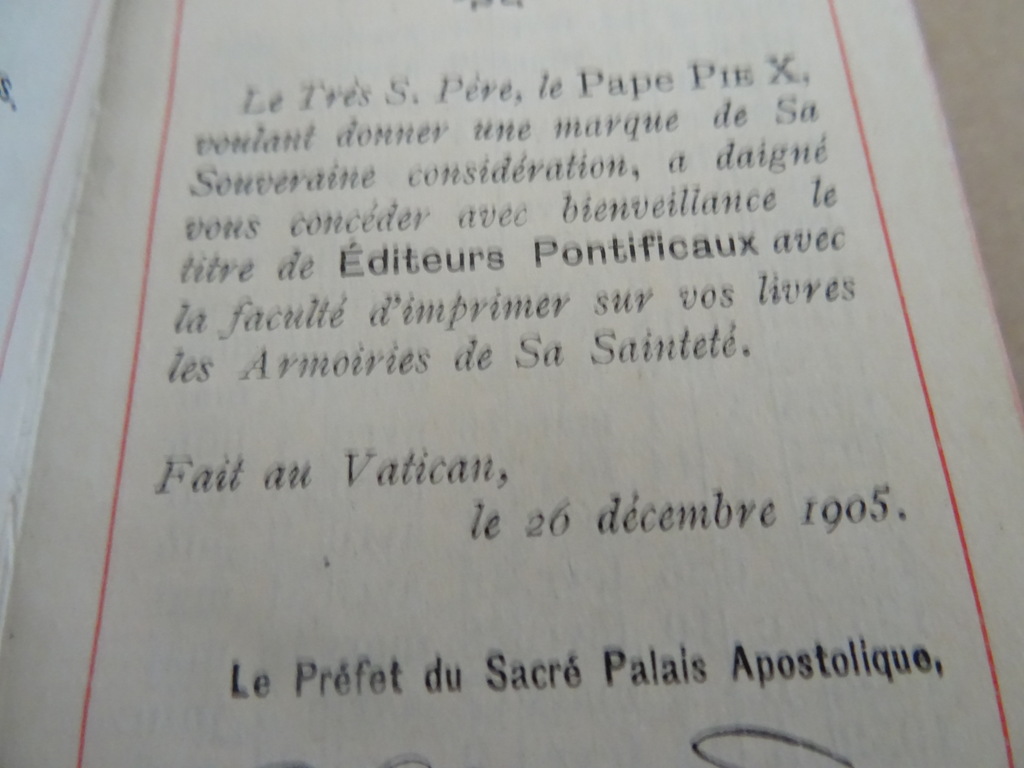 Le Très S. Père, le Pape PIE X,
voulant donner une marque de Sa
Souveraine considération, a daigné
vous concéder avec bienveillance le
titre de Éditeurs Pontificaux avec
la faculté d'imprimer sur vos livres
les Armoiries de Sa Sainteté.
Fait au Vatican,
le 26 décembre 1905.
Le Préfet du Sacré Palais Apostolique,